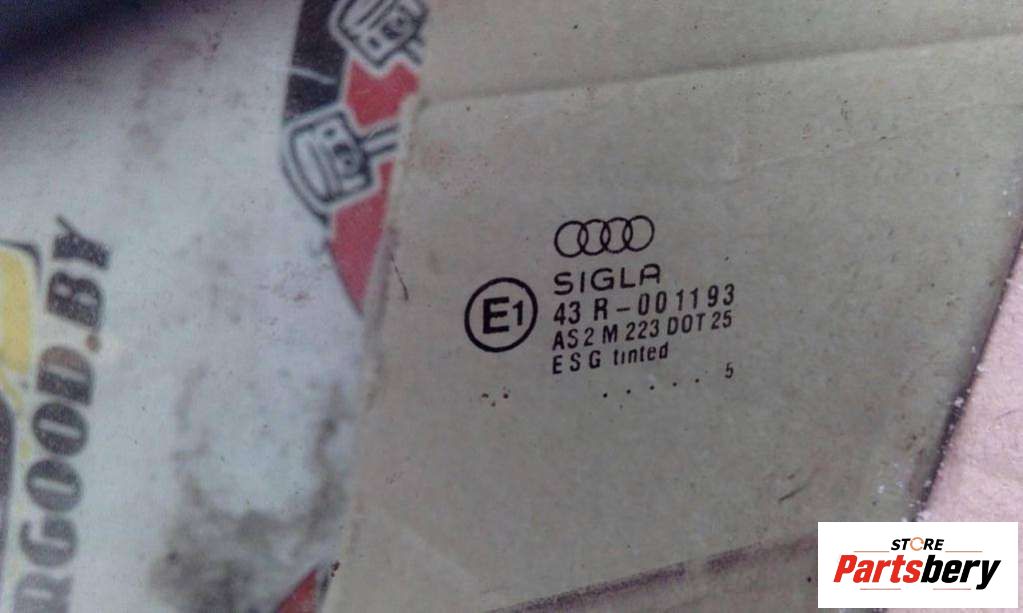 RGOOD.BY
SIGLA
E1
43 R-001193
AS2 M 223 DOT 25
E S G tinted
. . . . . . 5
STORE
Partsbery